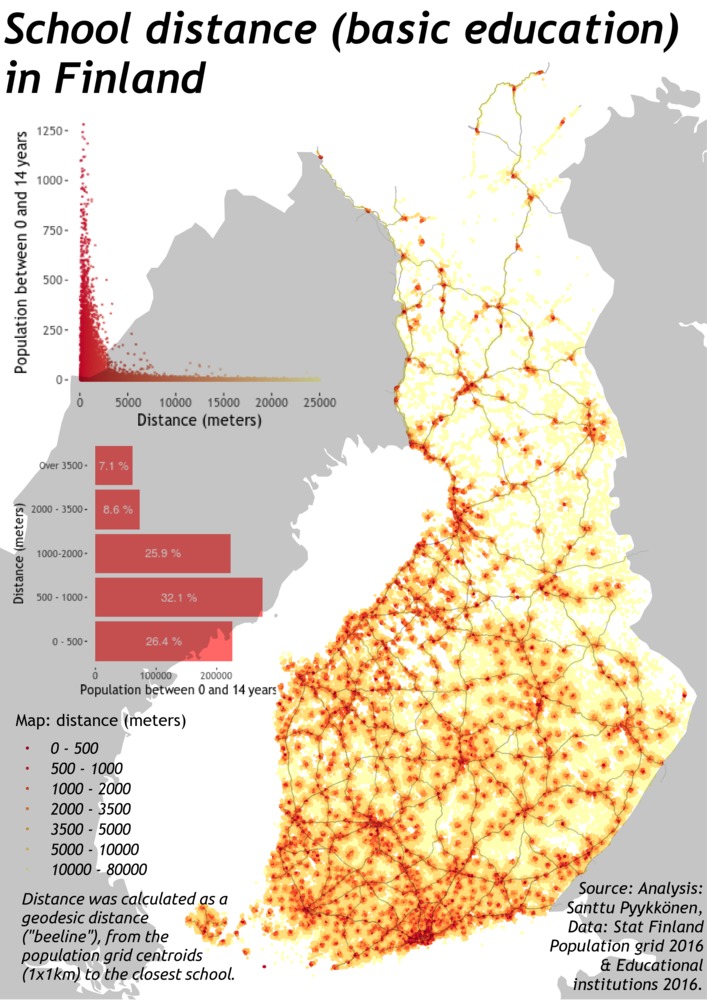 School distance (basic education)
in Finland
Population between 0 and 14 years
1250
1000
750
500
250
0
0 5000 10000 15000 20000 25000
Distance (meters)
Distance (meters)
Over 3500 7.1 %
2000 - 3500 8.6 %
1000-2000 25.9 %
500 - 1000 32.1 %
0 - 500 26.4 %
0 100000 200000
Population between 0 and 14 years
Map: distance (meters)
0 - 500
500 - 1000
1000 - 2000
2000 - 3500
3500 - 5000
5000 - 10000
10000 - 80000
Distance was calculated as a
geodesic distance
("beeline"), from the
population grid centroids
(1x1km) to the closest school.
Source: Analysis:
Santtu Pyykkönen,
Data: Stat Finland
Population grid 2016
& Educational
institutions 2016.